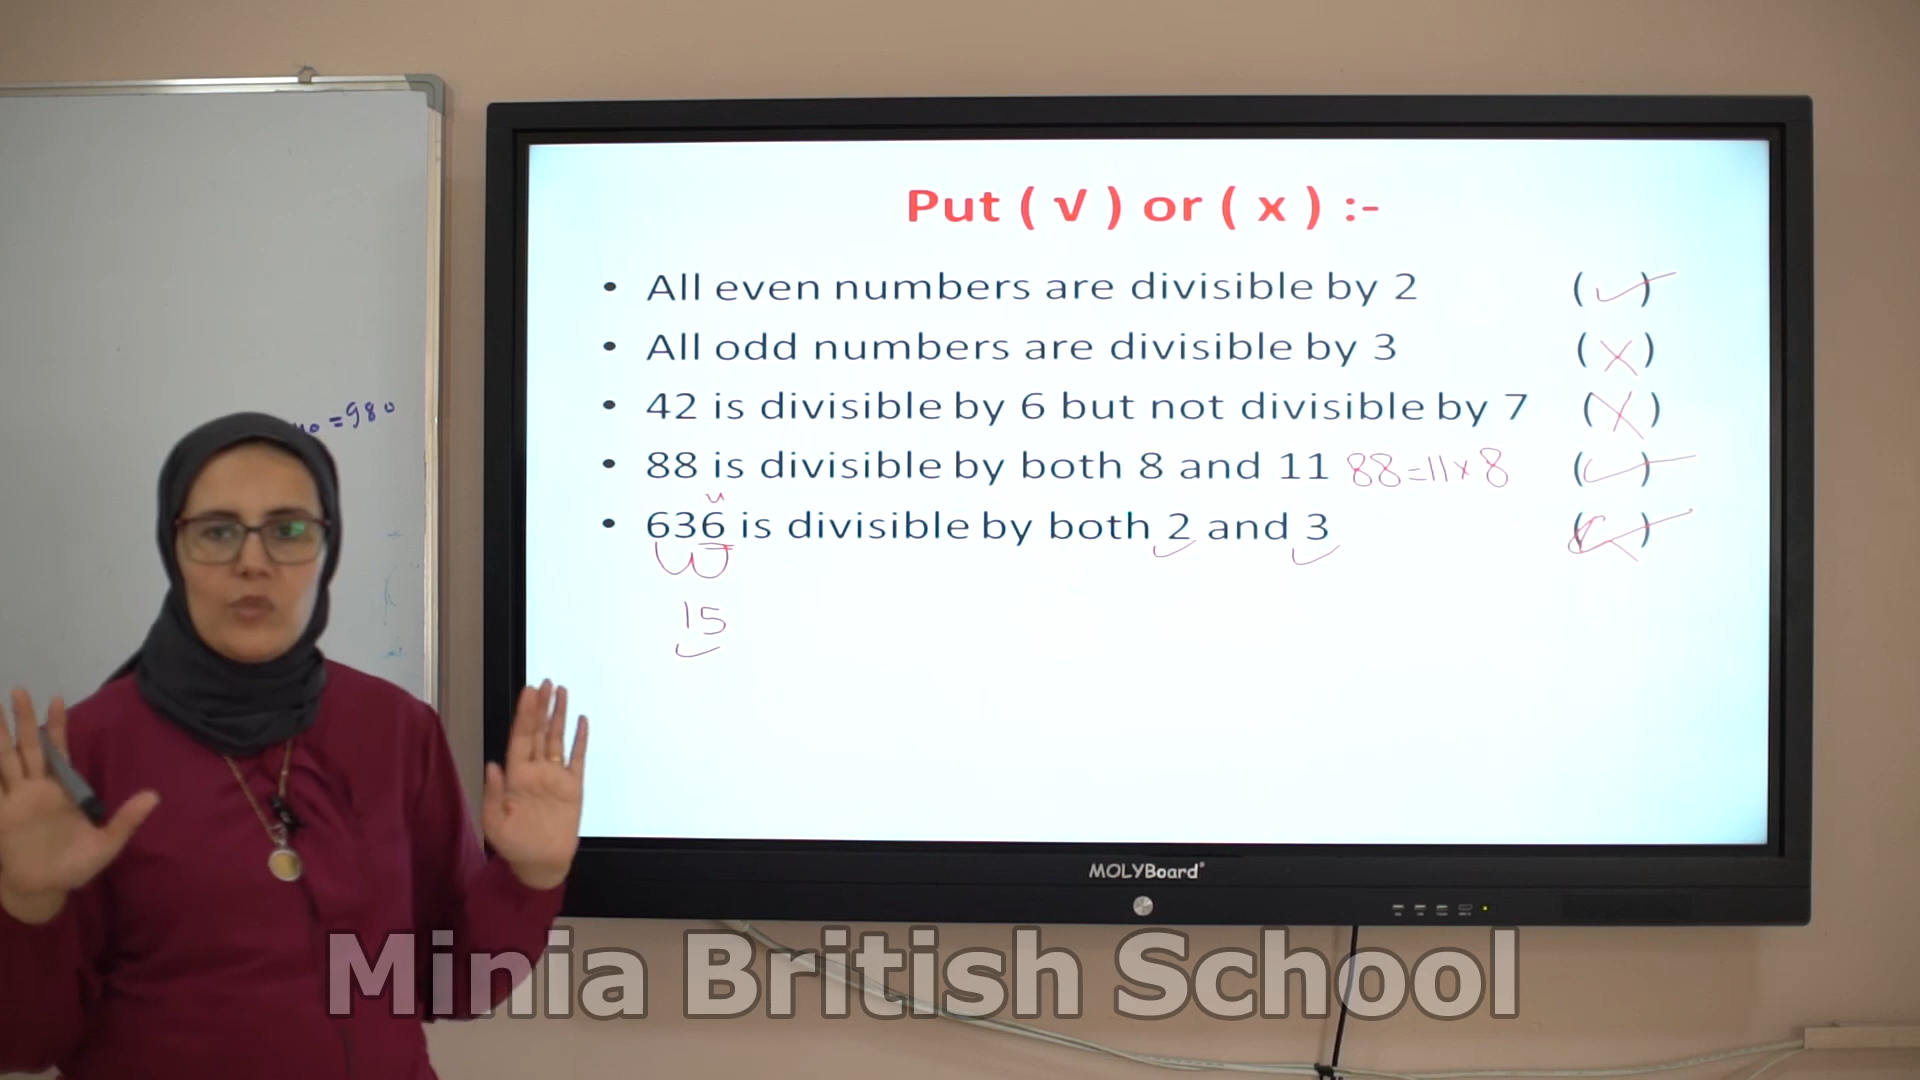 Put ( √ ) or ( x ) :-
• All even numbers are divisible by 2 ( ✓ )
• All odd numbers are divisible by 3 ( X )
• 42 is divisible by 6 but not divisible by 7 ( X )
• 88 is divisible by both 8 and 11 88=11x8 ( ✓ )
• 636 is divisible by both 2 and 3 ( ✓ )
15
=980
MOLYBoard
Minia British School